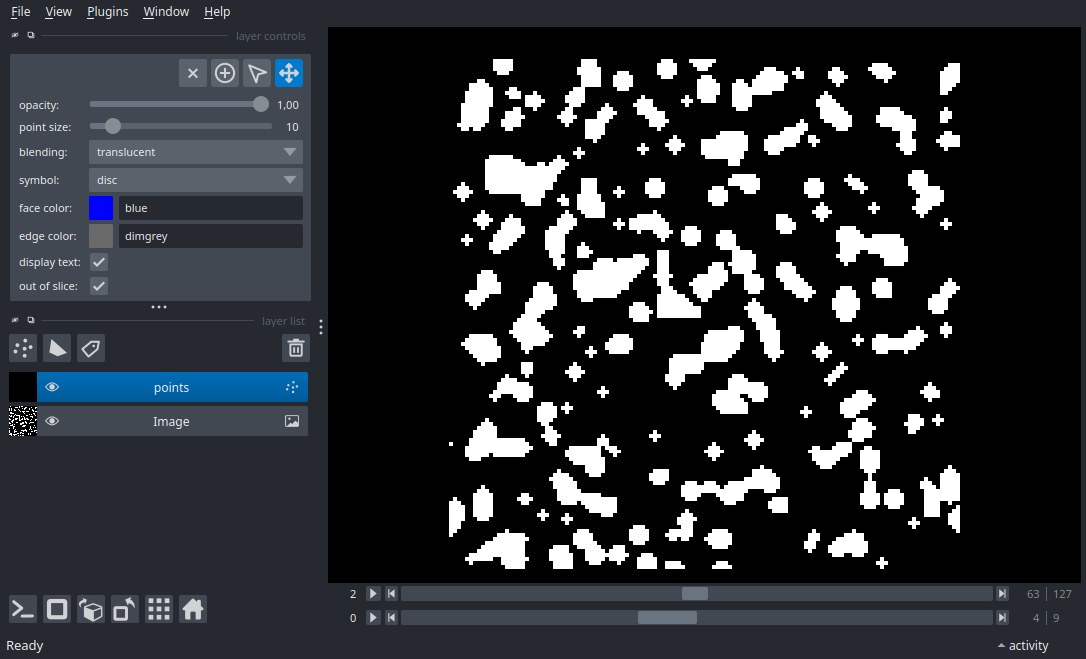 File View Plugins Window Help
layer controls
opacity: 1,00
point size: 10
blending: translucent
symbol: disc
face color: blue
edge color: dimgrey
display text:
out of slice:
layer list
points
Image
2 63 | 127
0 4 | 9
Ready activity